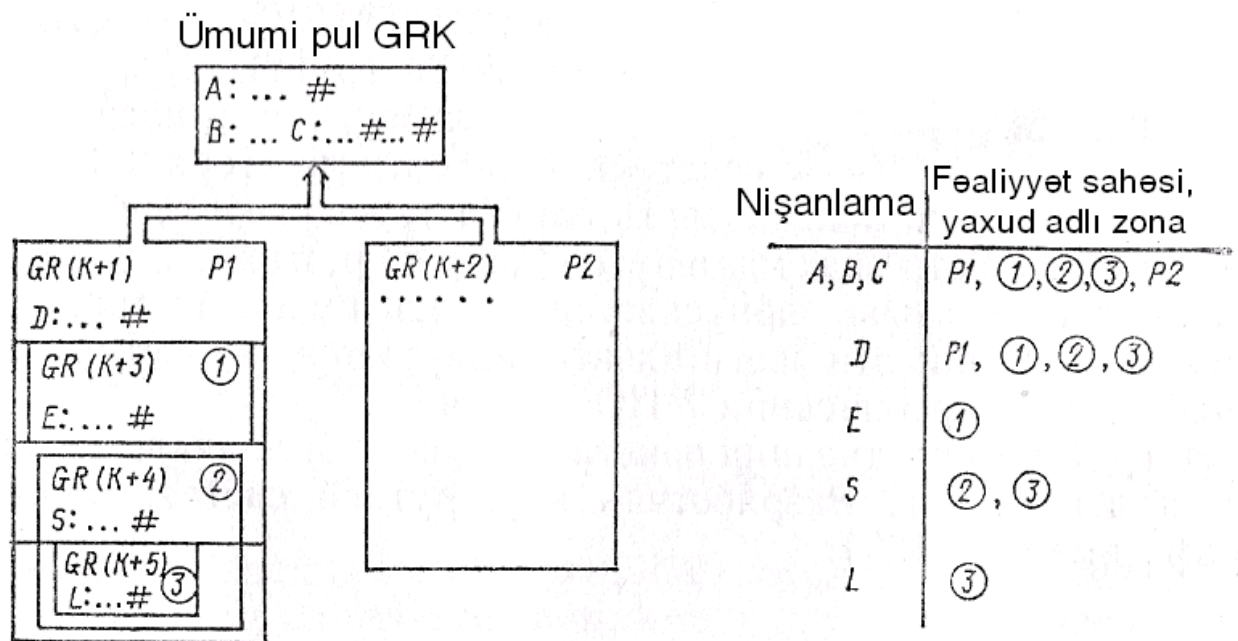 Ümumi pul GRK
A: ... #
B: ... C:...#...#
GR(K+1) P1
D:... #
GR(K+3) ①
E:... #
GR(K+4) ②
S:... #
GR(K+5) ③
L:...#
GR(K+2) P2
......
Nişanlama Fəaliyyət sahəsi, yaxud adlı zona
A, B, C P1, ①,②,③, P2
D P1, ①, ②, ③
E ①
S ②, ③
L ③